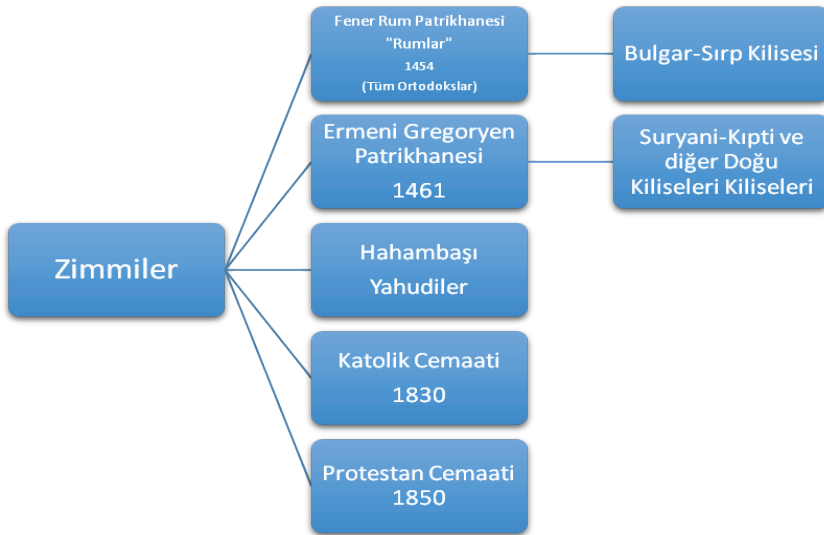 Zimmiler
Fener Rum Patrikhanesi
"Rumlar"
1454
(Tüm Ortodokslar)
Bulgar-Sırp Kilisesi
Ermeni Gregoryen
Patrikhanesi
1461
Suryani-Kıpti ve
diğer Doğu
Kiliseleri Kiliseleri
Hahambaşı
Yahudiler
Katolik Cemaati
1830
Protestan Cemaati
1850